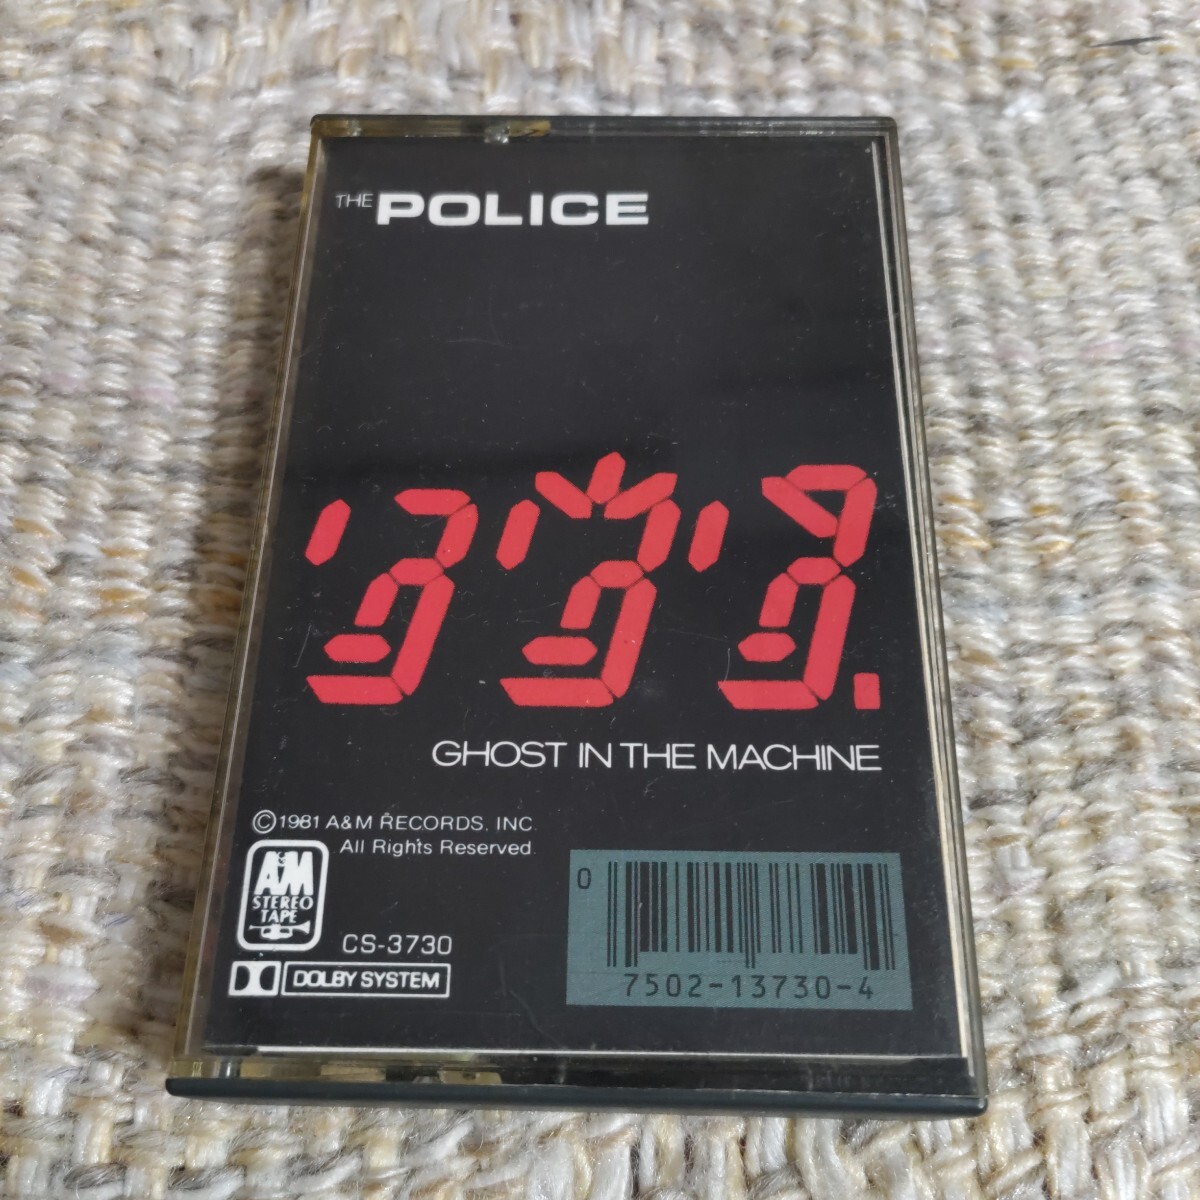 THE POLICE
GHOST IN THE MACHINE
©1981 A&M RECORDS, INC.
All Rights Reserved.
A&M
STEREO
TAPE
CS-3730
DOLBY SYSTEM
0
7502-13730-4